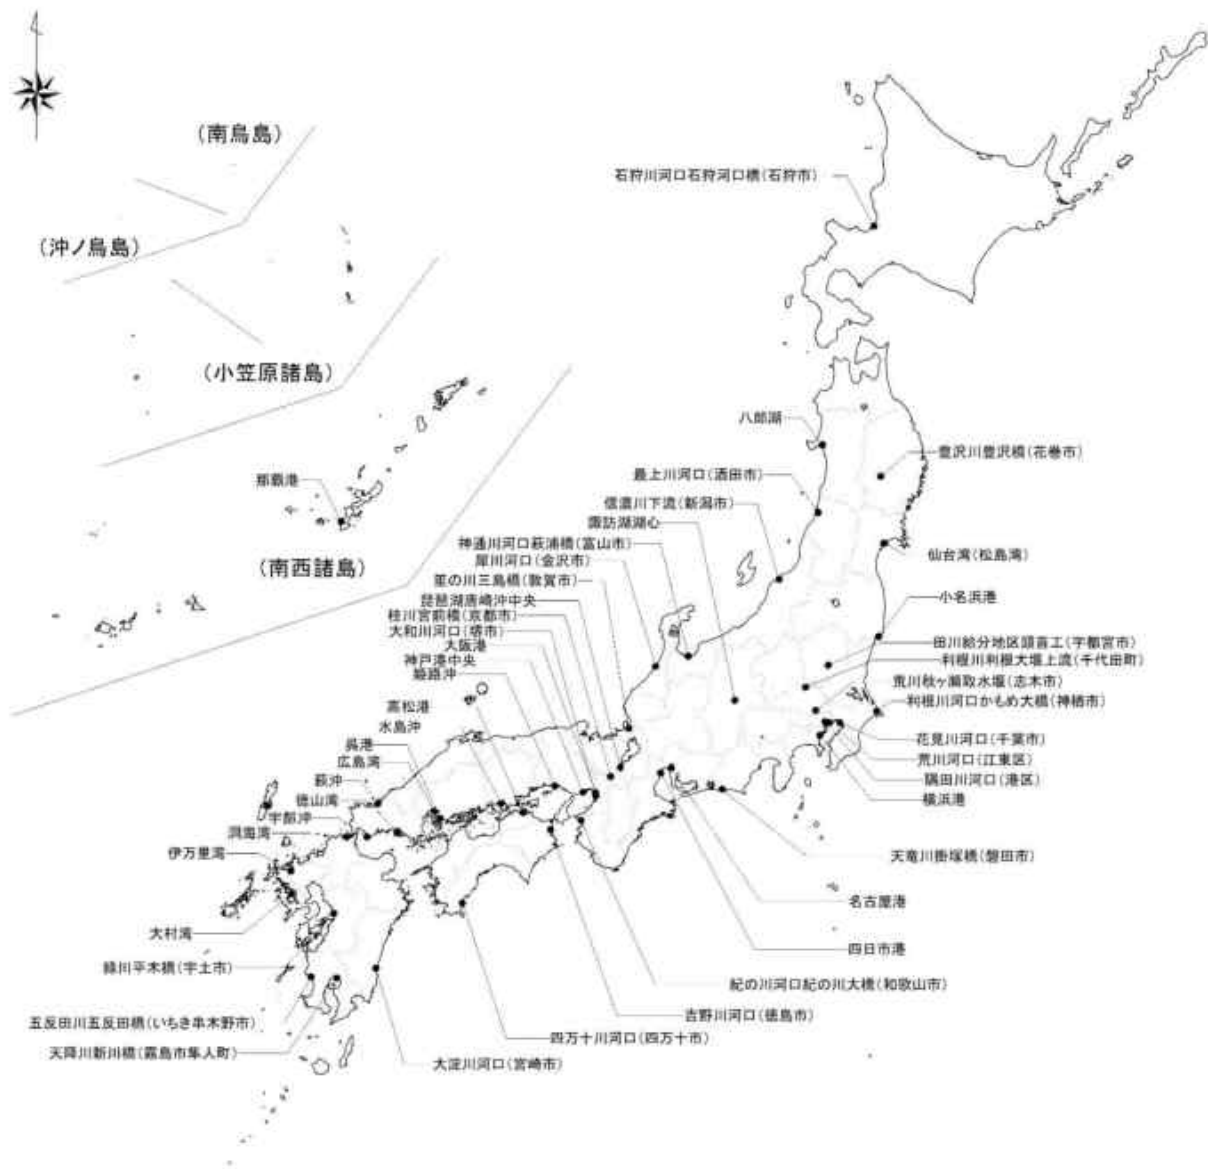 (南鳥島)
石狩川河口石狩河口橋(石狩市)
(沖ノ鳥島)
(小笠原諸島)
八郎湖
豊沢川豊沢橋(花巻市)
最上川河口(酒田市)
那覇港
信濃川下流(新潟市)
諏訪湖湖心
神通川河口萩浦橋(富山市)
仙台湾(松島湾)
犀川河口(金沢市)
(南西諸島)
笙の川三島橋(敦賀市)
琵琶湖唐崎沖中央
小名浜港
桂川宮前橋(京都市)
大和川河口(堺市)
田川給分地区頭首工(宇都宮市)
大阪港
利根川利根大堰上流(千代田町)
神戸港中央
姫路沖
荒川秋ヶ瀬取水堰(志木市)
利根川河口かもめ大橋(神栖市)
高松港
水島沖
花見川河口(千葉市)
呉港
荒川河口(江東区)
広島湾
隅田川河口(港区)
萩沖
横浜港
徳山湾
宇部沖
洞海湾
伊万里湾
天竜川掛塚橋(磐田市)
名古屋港
大村湾
四日市港
緑川平木橋(宇土市)
紀の川河口紀の川大橋(和歌山市)
吉野川河口(徳島市)
五反田川五反田橋(いちき串木野市)
四万十川河口(四万十市)
天降川新川橋(霧島市隼人町)
大淀川河口(宮崎市)